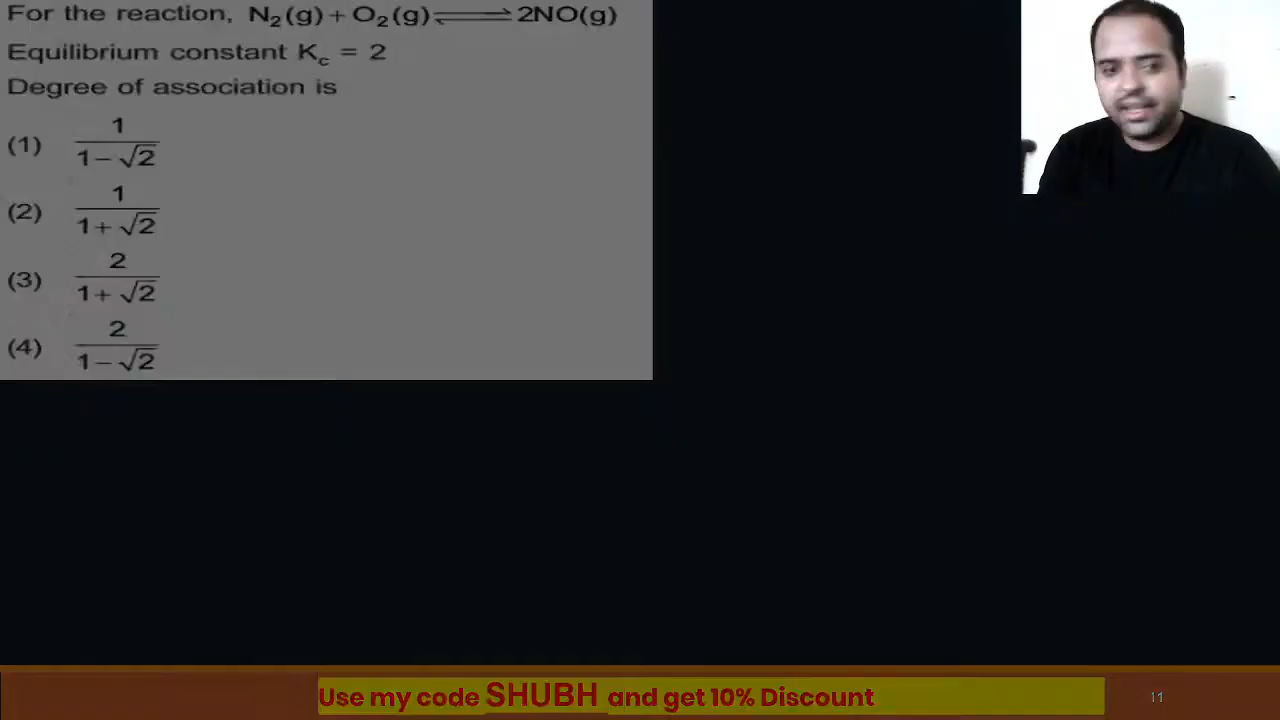 For the reaction, N₂(g) + O₂(g) ⇌ 2NO(g)
Equilibrium constant K꜀ = 2
Degree of association is
(1) 1/(1 − √2)
(2) 1/(1 + √2)
(3) 2/(1 + √2)
(4) 2/(1 − √2)
Use my code SHUBH and get 10% Discount
11